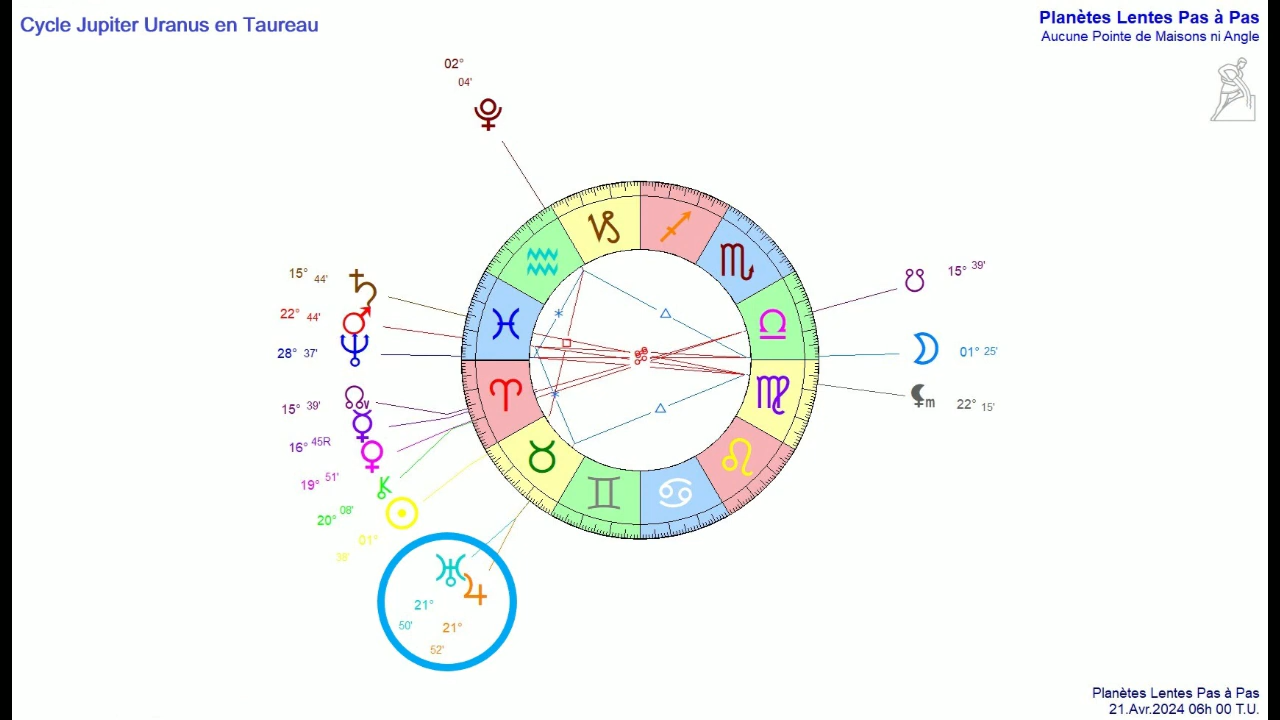 Cycle Jupiter Uranus en Taureau
Planètes Lentes Pas à Pas
Aucune Pointe de Maisons ni Angle
02°
04'
15° 44'
22° 44'
28° 37'
15° 39'
16° 45R
19° 51'
20° 08'
01°
38'
21°
50'
21°
52'
15° 39'
01° 25'
m
22° 15'
Planètes Lentes Pas à Pas
21.Avr.2024 06h 00 T.U.